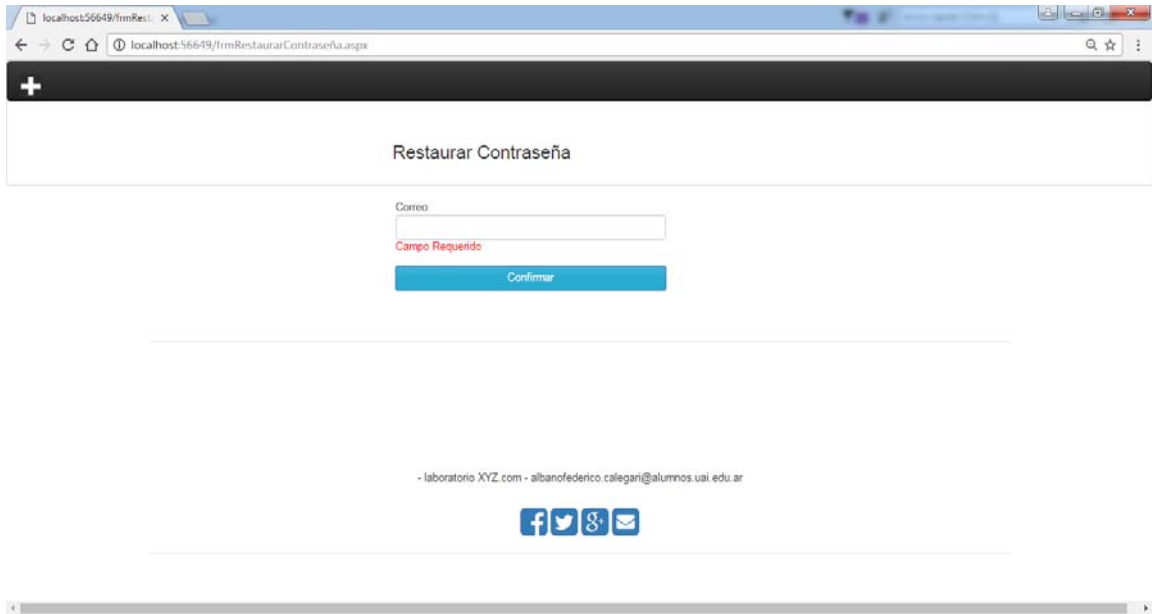 localhost:56649/frmRest
localhost:56649/frmRestaurarContraseña.aspx
Restaurar Contraseña
Correo
Campo Requerido
Confirmar
- laboratorio XYZ.com - albanofederico.calegari@alumnos.uai.edu.ar